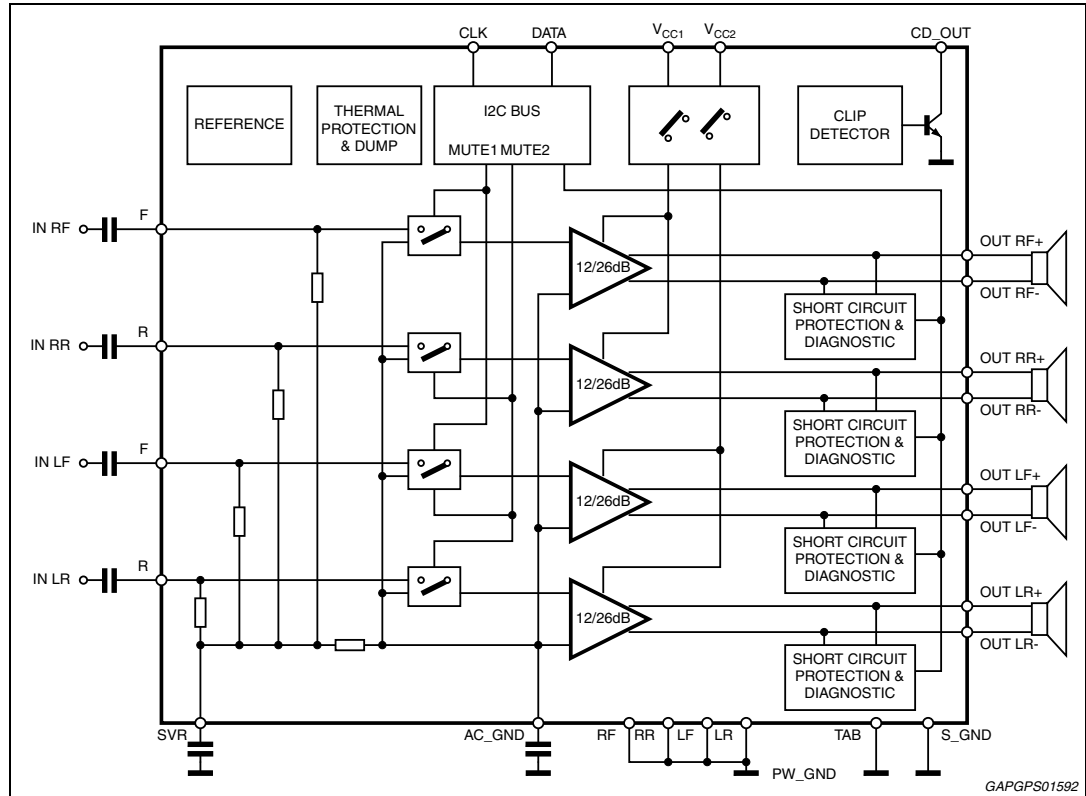 CLK DATA VCC1 VCC2 CD_OUT
REFERENCE
THERMAL
PROTECTION
& DUMP
I2C BUS
MUTE1 MUTE2
CLIP
DETECTOR
IN RF F
12/26dB
OUT RF+
OUT RF-
SHORT CIRCUIT
PROTECTION &
DIAGNOSTIC
IN RR R
12/26dB
OUT RR+
OUT RR-
SHORT CIRCUIT
PROTECTION &
DIAGNOSTIC
IN LF F
12/26dB
OUT LF+
OUT LF-
SHORT CIRCUIT
PROTECTION &
DIAGNOSTIC
IN LR R
12/26dB
OUT LR+
OUT LR-
SHORT CIRCUIT
PROTECTION &
DIAGNOSTIC
SVR AC_GND RF RR LF LR TAB S_GND
PW_GND
GAPGPS01592